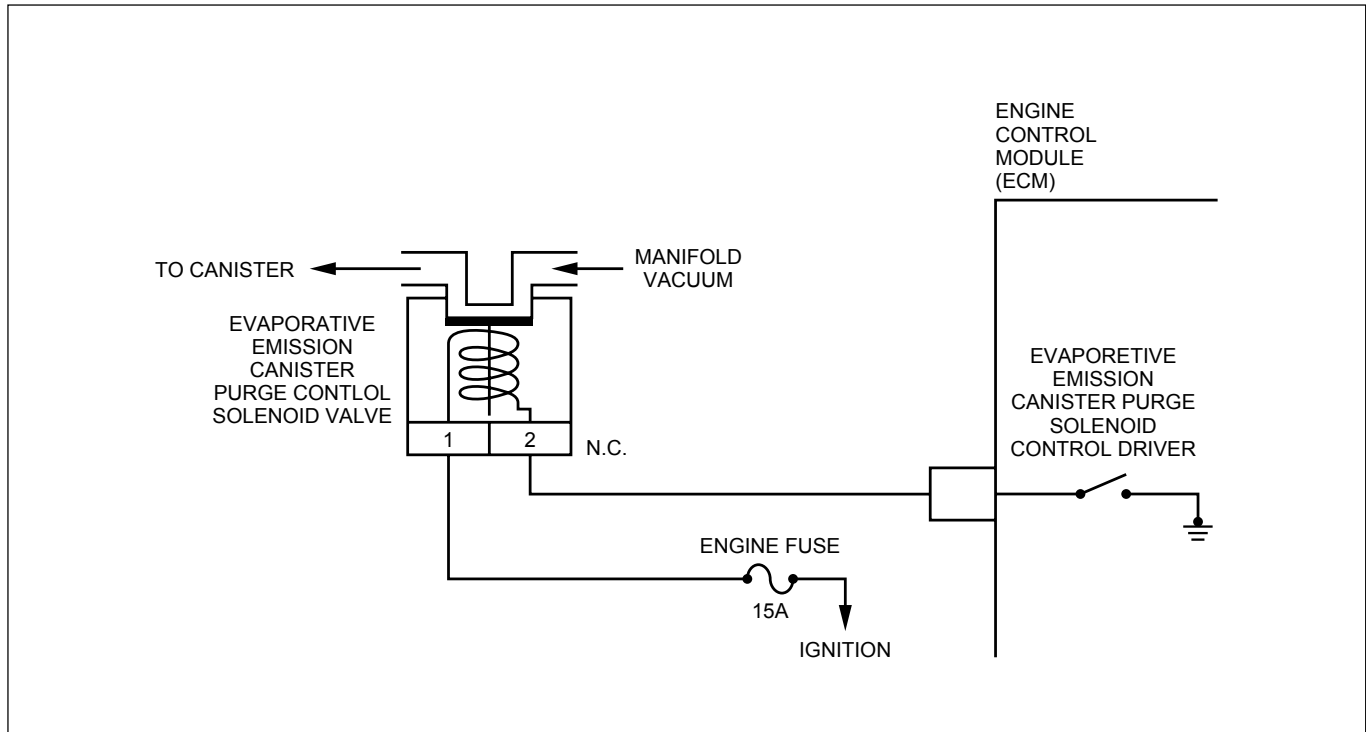 ENGINE
CONTROL
MODULE
(ECM)
TO CANISTER
MANIFOLD
VACUUM
EVAPORATIVE
EMISSION
CANISTER
PURGE CONTLOL
SOLENOID VALVE
1
2
N.C.
EVAPORETIVE
EMISSION
CANISTER PURGE
SOLENOID
CONTROL DRIVER
ENGINE FUSE
15A
IGNITION